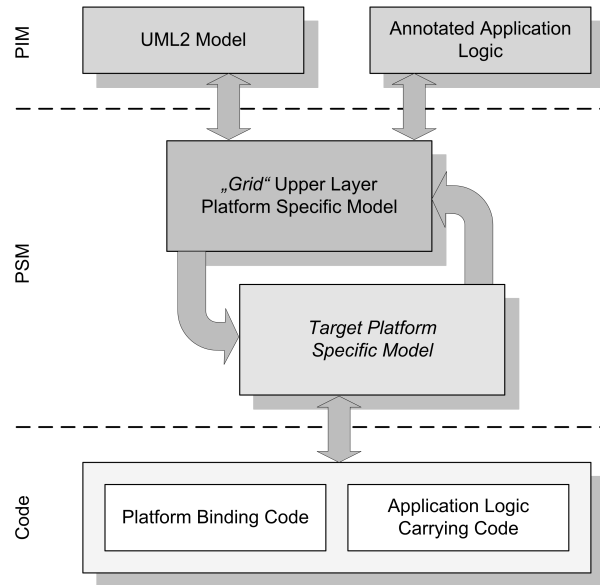 PIM
UML2 Model
Annotated Application
Logic
PSM
„Grid“ Upper Layer
Platform Specific Model
Target Platform
Specific Model
Code
Platform Binding Code
Application Logic
Carrying Code